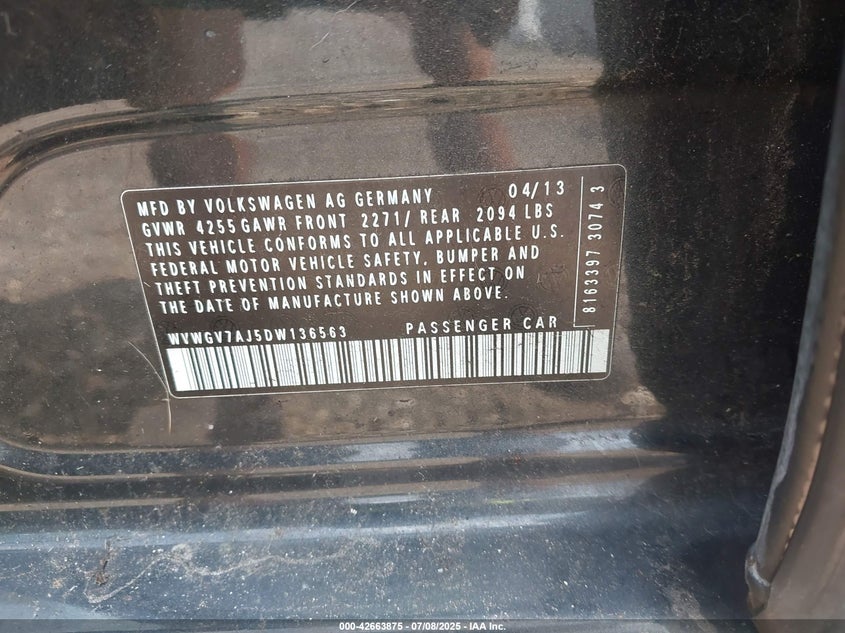 MFD BY VOLKSWAGEN AG GERMANY 04/13
GVWR 4255 GAWR FRONT 2271/ REAR 2094 LBS
THIS VEHICLE CONFORMS TO ALL APPLICABLE U.S.
FEDERAL MOTOR VEHICLE SAFETY, BUMPER AND
THEFT PREVENTION STANDARDS IN EFFECT ON
THE DATE OF MANUFACTURE SHOWN ABOVE.
WVWGV7AJ5DW136563 PASSENGER CAR
8163397 3074 3
000-42663875 - 07/08/2025 - IAA Inc.